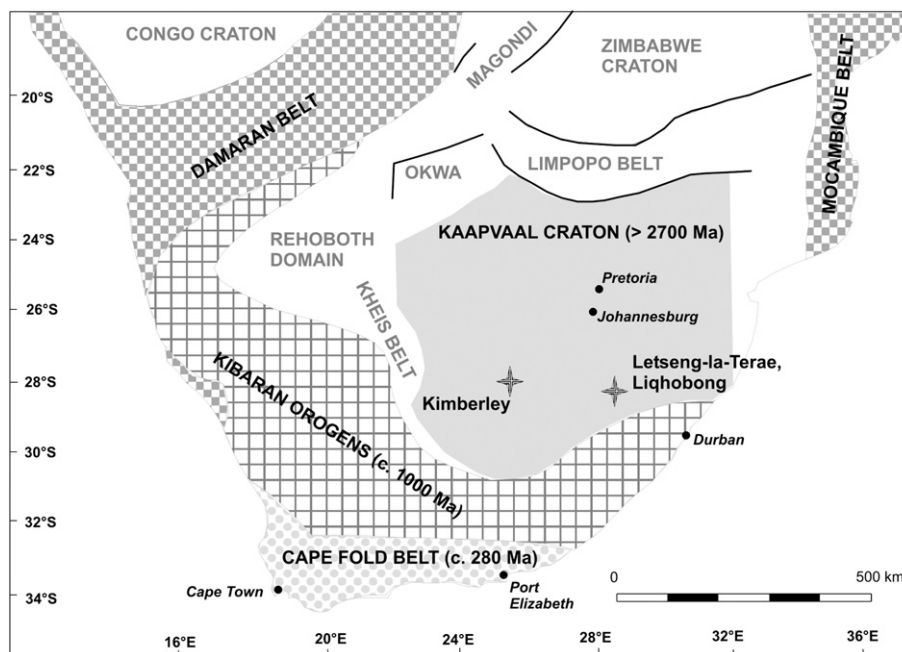 CONGO CRATON
MAGONDI
ZIMBABWE
CRATON
MOCAMBIQUE BELT
20°S
DAMARAN BELT
22°S
OKWA
LIMPOPO BELT
24°S
REHOBOTH
DOMAIN
KAAPVAAL CRATON (> 2700 Ma)
Pretoria
26°S
KHEIS BELT
Johannesburg
Letseng-la-Terae,
Liqhobong
28°S
Kimberley
KIBARAN OROGENS (c. 1000 Ma)
Durban
30°S
32°S
CAPE FOLD BELT (c. 280 Ma)
0
500 km
Cape Town
Port
Elizabeth
34°S
16°E
20°E
24°E
28°E
32°E
36°E